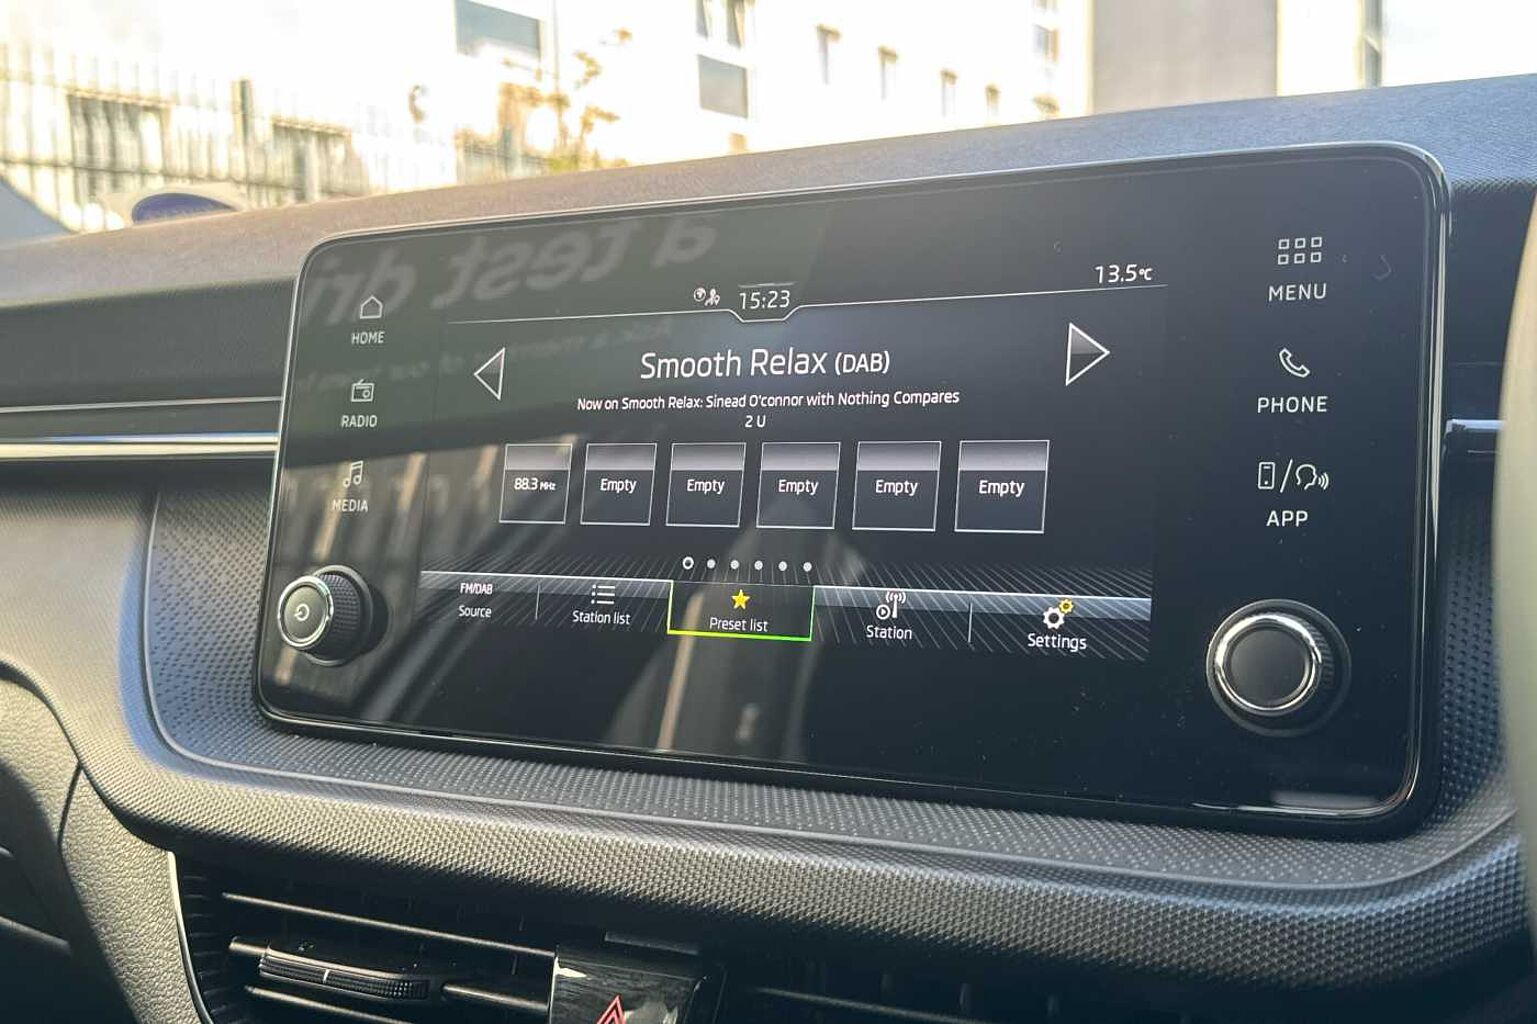 a test dri
15:23
13.5°C
HOME
RADIO
MEDIA
Smooth Relax (DAB)
Now on Smooth Relax: Sinead O'connor with Nothing Compares
2 U
88.3 MHz
Empty
Empty
Empty
Empty
Empty
FM/DAB
Source
Station list
Preset list
Station
Settings
MENU
PHONE
APP